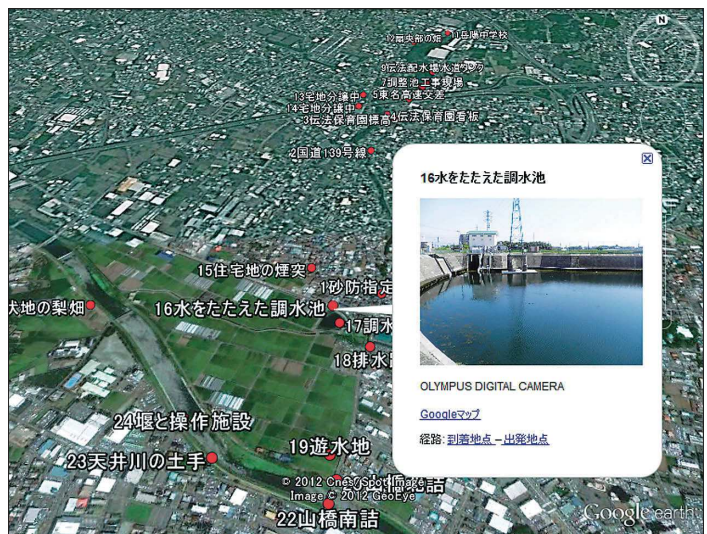 N
12扇央部の畑
11岳陽中学校
9伝法配水場水道タンク
7調整池工事現場
5東名高速交差
13宅地分譲中
14宅地分譲中
3伝法保育園標高
4伝法保育園看板
2国道139号線
15住宅地の煙突
1砂防指定
16水をたたえた調水池
伏地の梨畑
17調水
18排水
24堰と操作施設
23天井川の土手
19遊水地
山橋北詰
22山橋南詰
© 2012 Cnes/Spot Image
Image © 2012 GeoEye
16水をたたえた調水池
OLYMPUS DIGITAL CAMERA
Googleマップ
経路: 到着地点 – 出発地点
Google earth